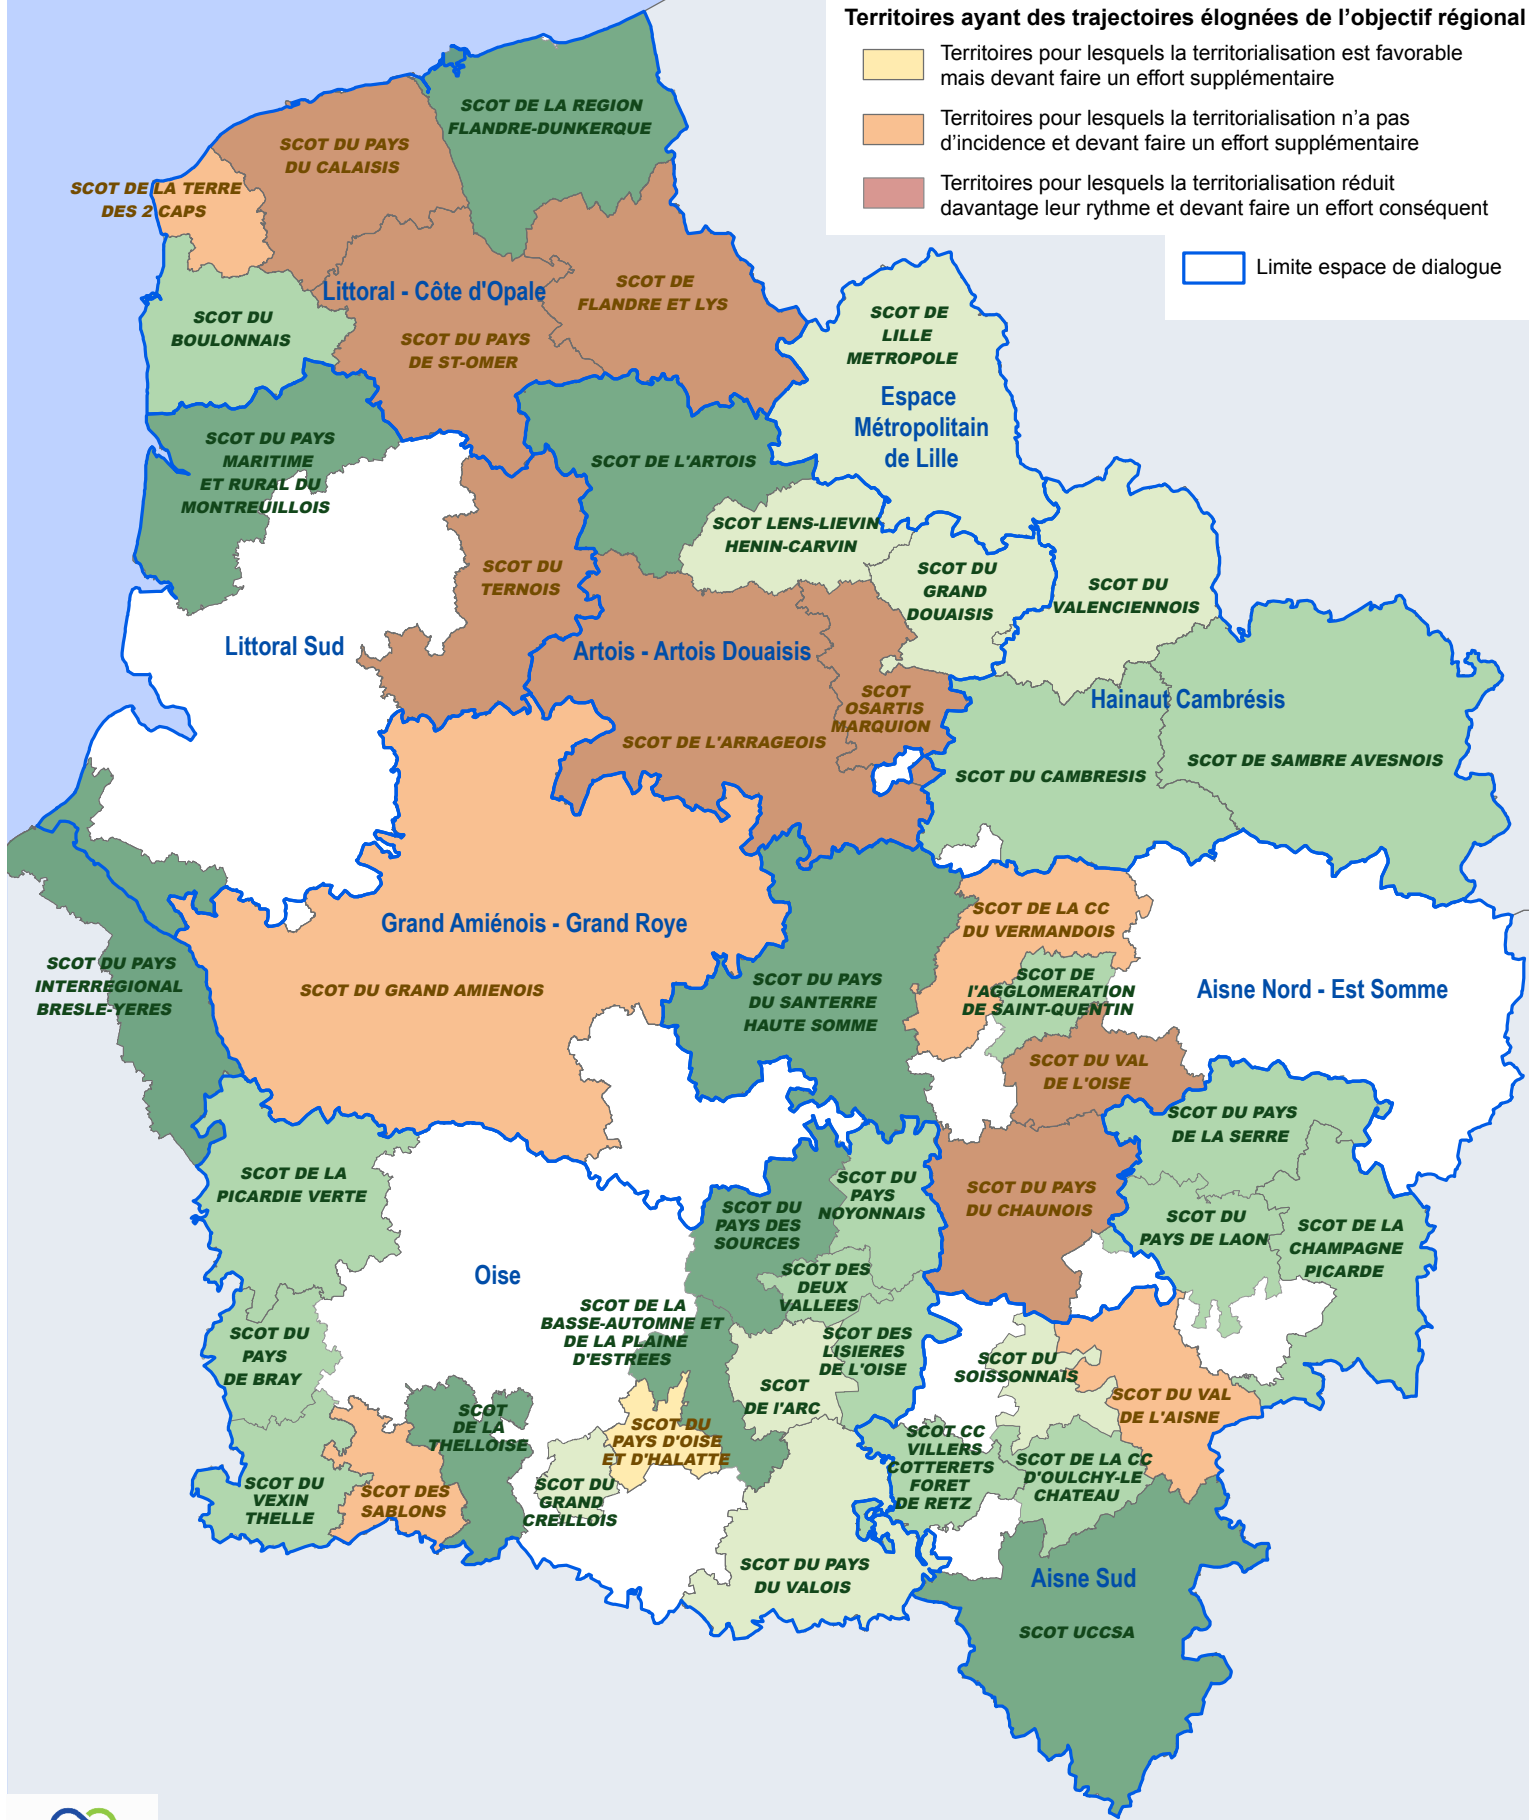 Territoires ayant des trajectoires élognées de l'objectif régional
Territoires pour lesquels la territorialisation est favorable
mais devant faire un effort supplémentaire
Territoires pour lesquels la territorialisation n'a pas
d'incidence et devant faire un effort supplémentaire
Territoires pour lesquels la territorialisation réduit
davantage leur rythme et devant faire un effort conséquent
Limite espace de dialogue
SCOT DE LA REGION
FLANDRE-DUNKERQUE
SCOT DU PAYS
DU CALAISIS
SCOT DE LA TERRE
DES 2 CAPS
Littoral - Côte d'Opale
SCOT DE
FLANDRE ET LYS
SCOT DU
BOULONNAIS
SCOT DU PAYS
DE ST-OMER
SCOT DE
LILLE
METROPOLE
Espace
Métropolitain
de Lille
SCOT DU PAYS
MARITIME
ET RURAL DU
MONTREUILLOIS
SCOT DE L'ARTOIS
SCOT LENS-LIEVIN
HENIN-CARVIN
SCOT DU
TERNOIS
SCOT DU
GRAND
DOUAISIS
SCOT DU
VALENCIENNOIS
Littoral Sud
Artois - Artois Douaisis
SCOT
OSARTIS
MARQUION
Hainaut Cambrésis
SCOT DE L'ARRAGEOIS
SCOT DU CAMBRESIS
SCOT DE SAMBRE AVESNOIS
Grand Amiénois - Grand Roye
SCOT DE LA CC
DU VERMANDOIS
SCOT DU PAYS
INTERREGIONAL
BRESLE-YERES
SCOT DU GRAND AMIENOIS
SCOT DU PAYS
DU SANTERRE
HAUTE SOMME
SCOT DE
l'AGGLOMERATION
DE SAINT-QUENTIN
Aisne Nord - Est Somme
SCOT DU VAL
DE L'OISE
SCOT DU PAYS
DE LA SERRE
SCOT DE LA
PICARDIE VERTE
SCOT DU
PAYS
NOYONNAIS
SCOT DU PAYS
DU CHAUNOIS
SCOT DU
PAYS DES
SOURCES
SCOT DU
PAYS DE LAON
SCOT DE LA
CHAMPAGNE
PICARDE
Oise
SCOT DES
DEUX
VALLEES
SCOT DE LA
BASSE-AUTOMNE ET
DE LA PLAINE
D'ESTREES
SCOT DU
PAYS
DE BRAY
SCOT DES
LISIERES
DE L'OISE
SCOT DU
SOISSONNAIS
SCOT
DE l'ARC
SCOT DU VAL
DE L'AISNE
SCOT
DE LA
THELLOISE
SCOT DU
PAYS D'OISE
ET D'HALATTE
SCOT CC
VILLERS
COTTERETS
FORET
DE RETZ
SCOT DE LA CC
D'OULCHY-LE
CHATEAU
SCOT DU
VEXIN
THELLE
SCOT DES
SABLONS
SCOT DU
GRAND
CREILLOIS
SCOT DU PAYS
DU VALOIS
Aisne Sud
SCOT UCCSA